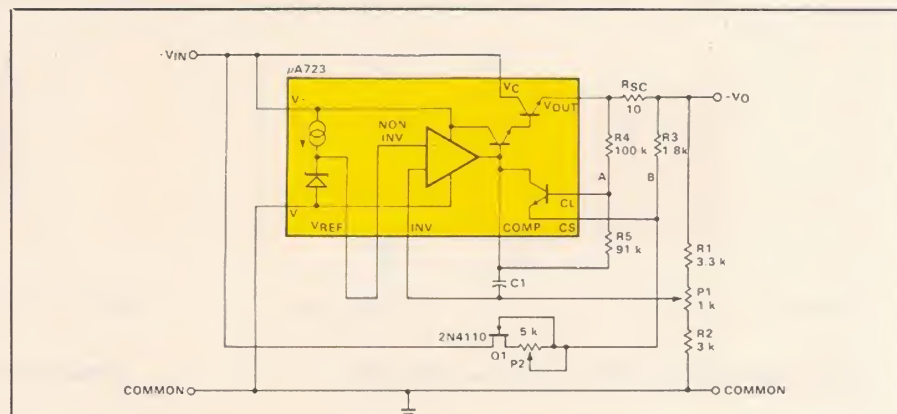 -VIN
µA723
V-
VC
VOUT
RSC
10
-VO
NON
INV
R4
100 k
R3
1.8k
A
B
CL
V
VREF
INV
COMP
CS
R5
91 k
R1
3.3 k
C1
P1
1 k
2N4110
5 k
Q1
P2
R2
3 k
COMMON
COMMON